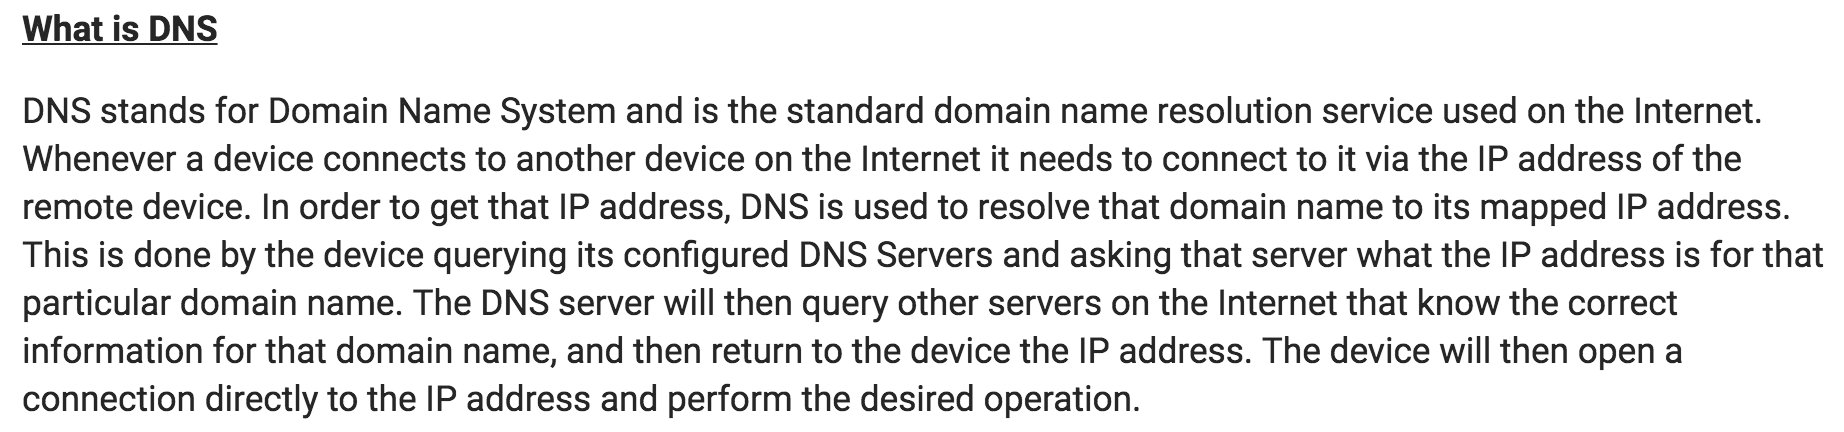 What is DNS
DNS stands for Domain Name System and is the standard domain name resolution service used on the Internet.
Whenever a device connects to another device on the Internet it needs to connect to it via the IP address of the
remote device. In order to get that IP address, DNS is used to resolve that domain name to its mapped IP address.
This is done by the device querying its configured DNS Servers and asking that server what the IP address is for that
particular domain name. The DNS server will then query other servers on the Internet that know the correct
information for that domain name, and then return to the device the IP address. The device will then open a
connection directly to the IP address and perform the desired operation.